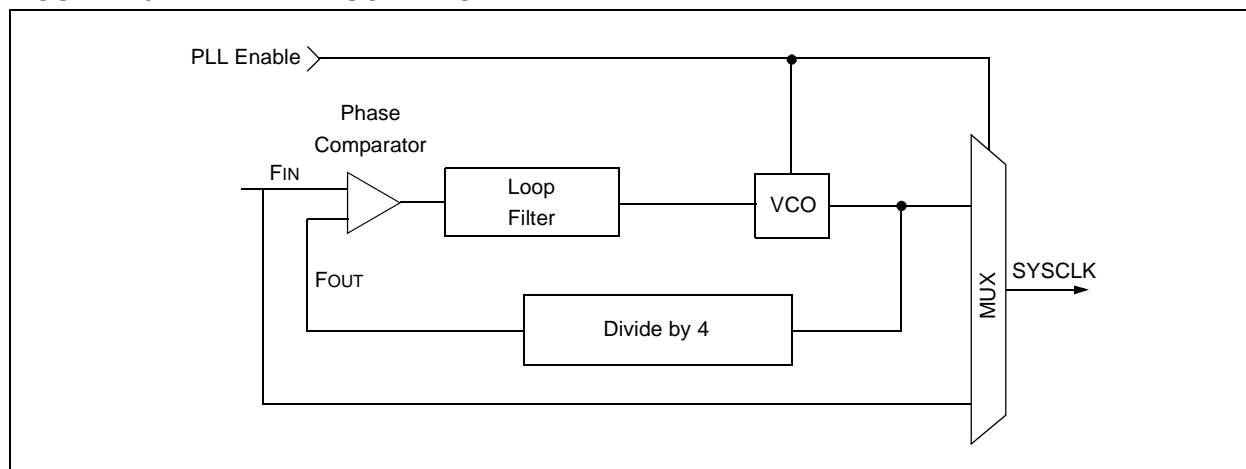 PLL Enable
Phase
Comparator
FIN
Loop
Filter
VCO
FOUT
Divide by 4
MUX
SYSCLK